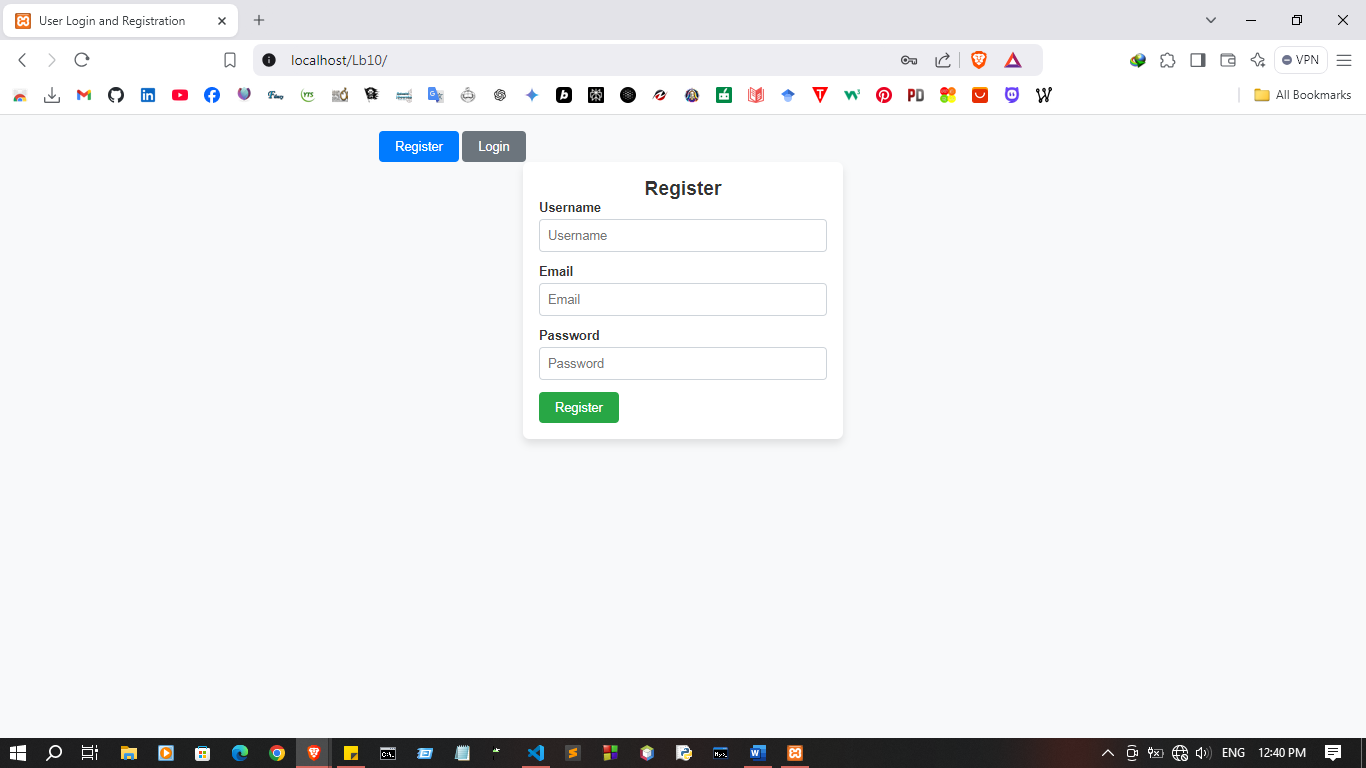 User Login and Registration
localhost/Lb10/
VPN
All Bookmarks
Register Login
Register
Username
Username
Email
Email
Password
Password
Register
ENG 12:40 PM